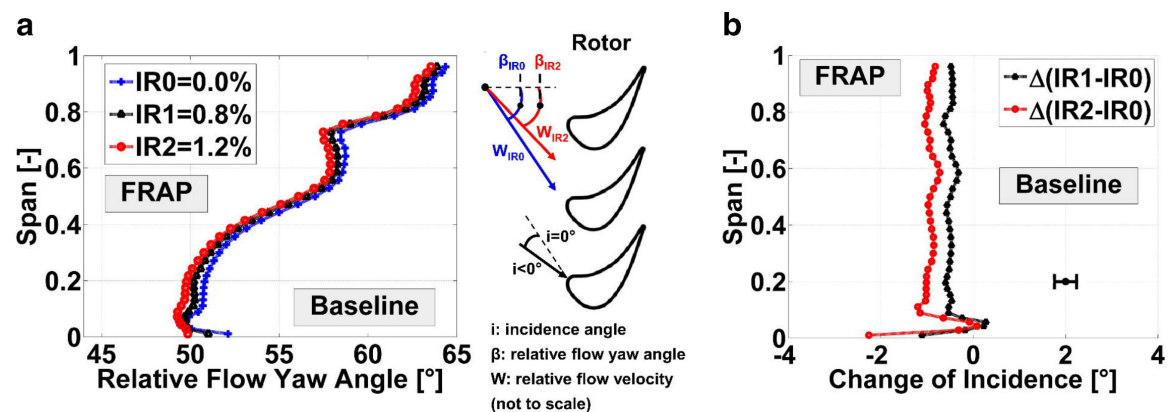 a
IR0=0.0%
IR1=0.8%
IR2=1.2%
FRAP
Baseline
Span [-]
1
0.8
0.6
0.4
0.2
0
45 50 55 60 65
Relative Flow Yaw Angle [°]
Rotor
βIR0 βIR2
WIR2
WIR0
i=0°
i<0°
i: incidence angle
β: relative flow yaw angle
W: relative flow velocity
(not to scale)
b
FRAP
Δ(IR1-IR0)
Δ(IR2-IR0)
Baseline
Span [-]
1
0.8
0.6
0.4
0.2
0
-4 -2 0 2 4
Change of Incidence [°]